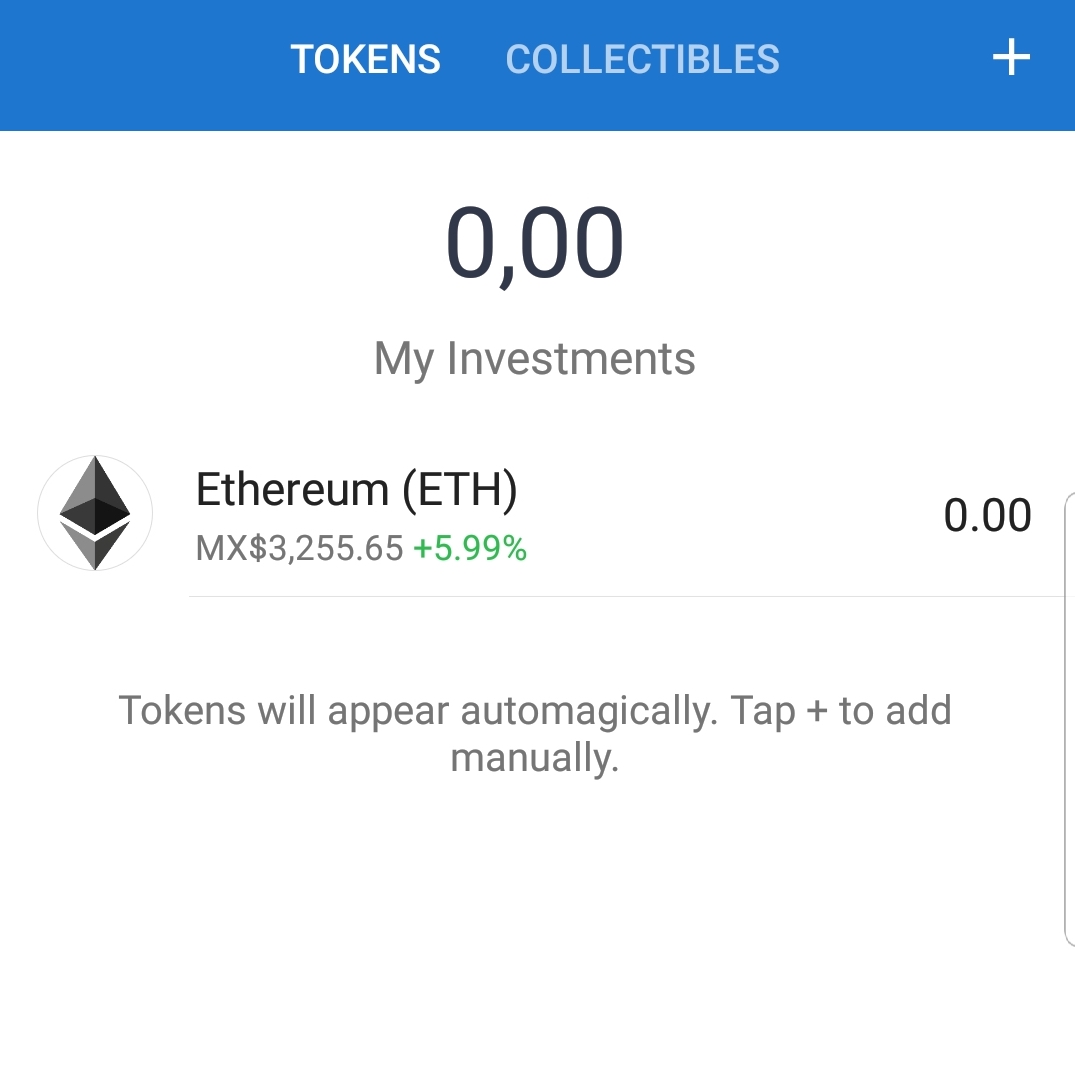 TOKENS COLLECTIBLES +
0,00
My Investments
Ethereum (ETH)
MX$3,255.65 +5.99%
0.00
Tokens will appear automagically. Tap + to add
manually.